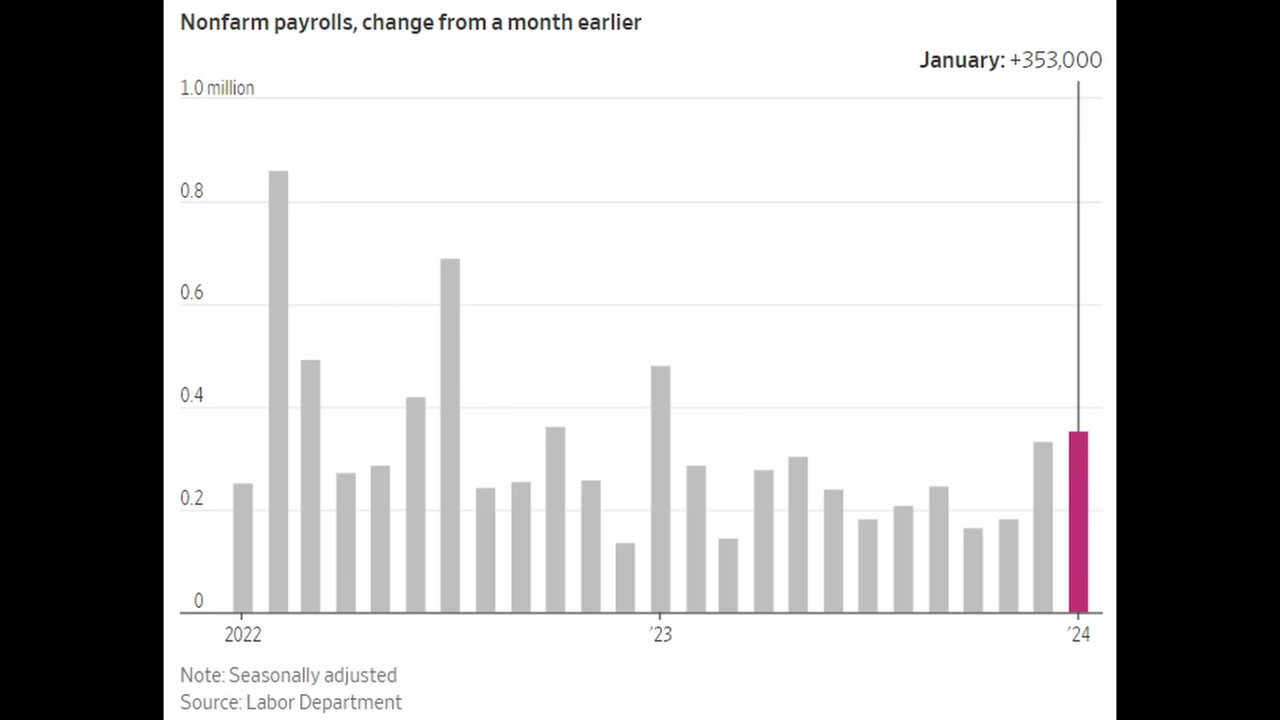 Nonfarm payrolls, change from a month earlier
January: +353,000
1.0 million
0.8
0.6
0.4
0.2
0
2022 ’23 ’24
Note: Seasonally adjusted
Source: Labor Department